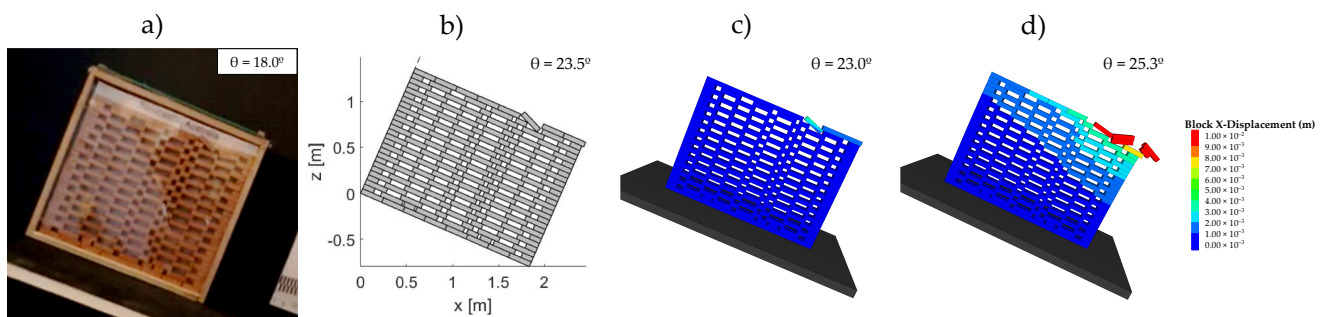 a)
b)
c)
d)
θ = 18.0º
θ = 23.5º
θ = 23.0º
θ = 25.3º
z [m]
1
0.5
0
-0.5
0 0.5 1 1.5 2
x [m]
Block X-Displacement (m)
1.00 × 10⁻²
9.00 × 10⁻³
8.00 × 10⁻³
7.00 × 10⁻³
6.00 × 10⁻³
5.00 × 10⁻³
4.00 × 10⁻³
3.00 × 10⁻³
2.00 × 10⁻³
1.00 × 10⁻³
0.00 × 10⁻³